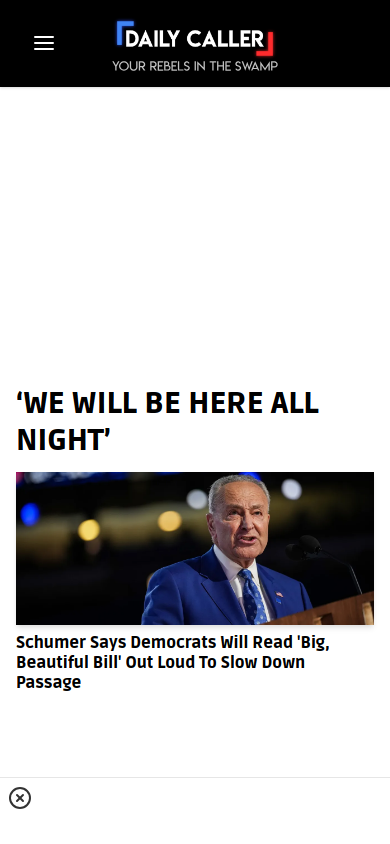 DAILY CALLER
YOUR REBELS IN THE SWAMP
‘WE WILL BE HERE ALL
NIGHT’
Schumer Says Democrats Will Read 'Big,
Beautiful Bill' Out Loud To Slow Down
Passage